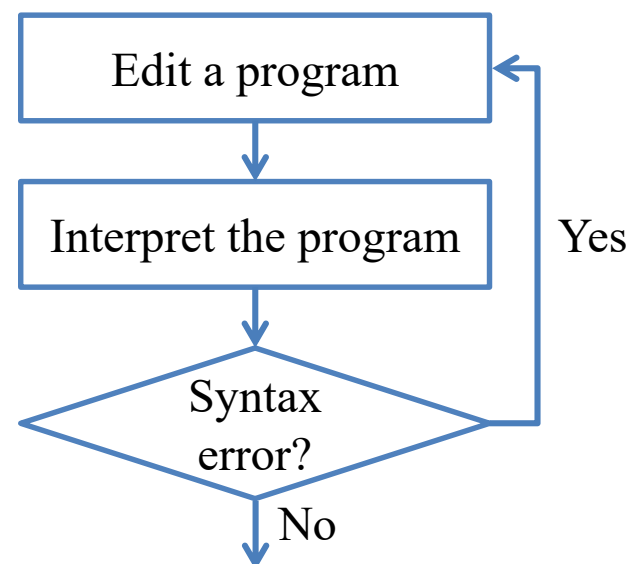 Edit a program
Interpret the program
Yes
Syntax
error?
No